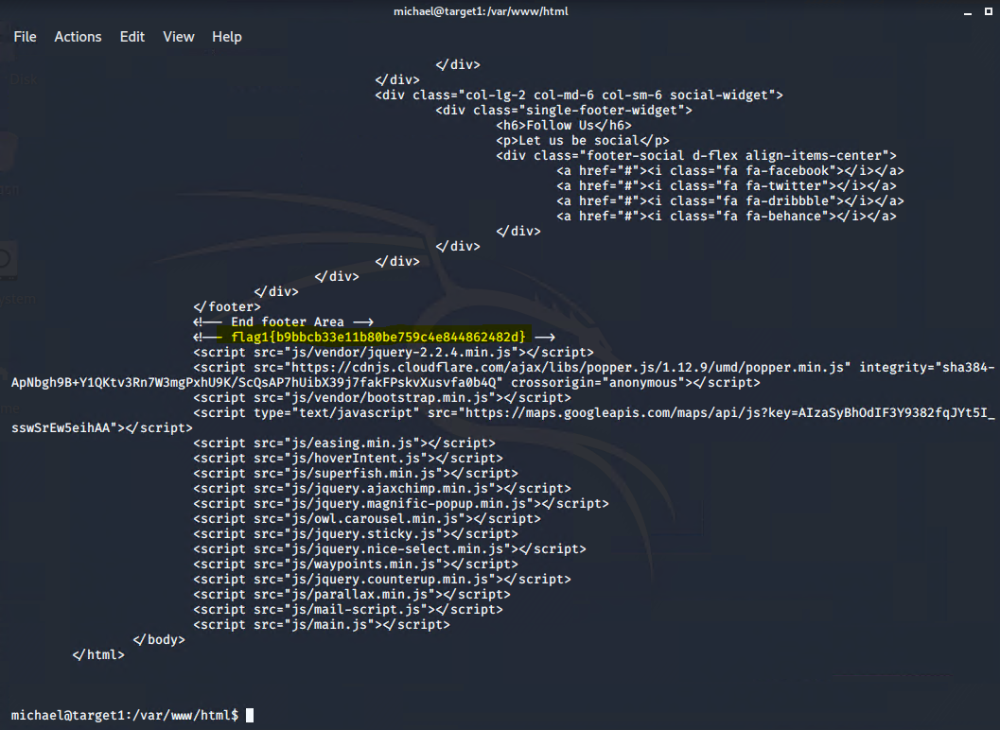 michael@target1:/var/www/html
File Actions Edit View Help
</div>
</div>
<div class="col-lg-2 col-md-6 col-sm-6 social-widget">
<div class="single-footer-widget">
<h6>Follow Us</h6>
<p>Let us be social</p>
<div class="footer-social d-flex align-items-center">
<a href="#"><i class="fa fa-facebook"></i></a>
<a href="#"><i class="fa fa-twitter"></i></a>
<a href="#"><i class="fa fa-dribbble"></i></a>
<a href="#"><i class="fa fa-behance"></i></a>
</div>
</div>
</div>
</div>
</div>
</footer>
<!-- End footer Area -->
<!-- flag1{b9bbcb33e11b80be759c4e844862482d} -->
<script src="js/vendor/jquery-2.2.4.min.js"></script>
<script src="https://cdnjs.cloudflare.com/ajax/libs/popper.js/1.12.9/umd/popper.min.js" integrity="sha384-
ApNbgh9B+Y1QKtv3Rn7W3mgPxhU9K/ScQsAP7hUibX39j7fakFPskvXusvfa0b4Q" crossorigin="anonymous"></script>
<script src="js/vendor/bootstrap.min.js"></script>
<script type="text/javascript" src="https://maps.googleapis.com/maps/api/js?key=AIzaSyBhOdIF3Y9382fqJYt5I_
sswSrEw5eihAA"></script>
<script src="js/easing.min.js"></script>
<script src="js/hoverIntent.js"></script>
<script src="js/superfish.min.js"></script>
<script src="js/jquery.ajaxchimp.min.js"></script>
<script src="js/jquery.magnific-popup.min.js"></script>
<script src="js/owl.carousel.min.js"></script>
<script src="js/jquery.sticky.js"></script>
<script src="js/jquery.nice-select.min.js"></script>
<script src="js/waypoints.min.js"></script>
<script src="js/jquery.counterup.min.js"></script>
<script src="js/parallax.min.js"></script>
<script src="js/mail-script.js"></script>
<script src="js/main.js"></script>
</body>
</html>
michael@target1:/var/www/html$